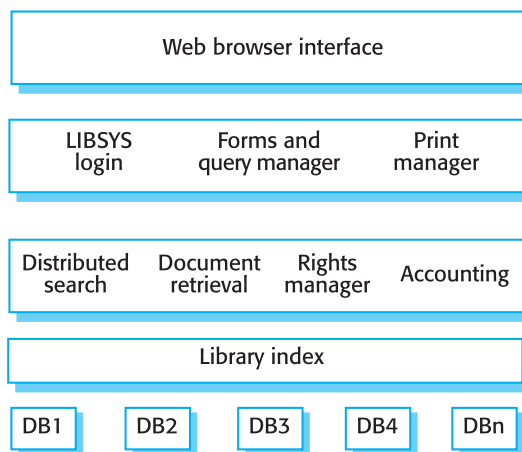 Web browser interface
LIBSYS login
Forms and query manager
Print manager
Distributed search
Document retrieval
Rights manager
Accounting
Library index
DB1 DB2 DB3 DB4 DBn